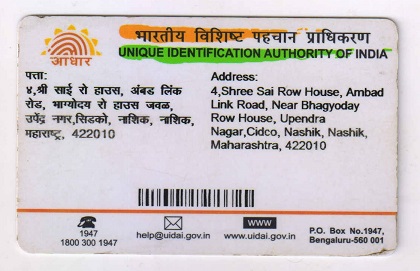 भारतीय विशिष्ट पहचान प्राधिकरण
UNIQUE IDENTIFICATION AUTHORITY OF INDIA
आधार
पत्ता:
४,श्री साई रो हाउस, अंबड लिंक
रोड, भाग्योदय रो हाउस जवळ,
उपेंद्र नगर,सिडको, नाशिक, नाशिक,
महाराष्ट्र, 422010
Address:
4,Shree Sai Row House, Ambad
Link Road, Near Bhagyoday
Row House, Upendra
Nagar,Cidco, Nashik, Nashik,
Maharashtra, 422010
1947
1800 300 1947
help@uidai.gov.in
www
www.uidai.gov.in
P.O. Box No.1947,
Bengaluru-560 001